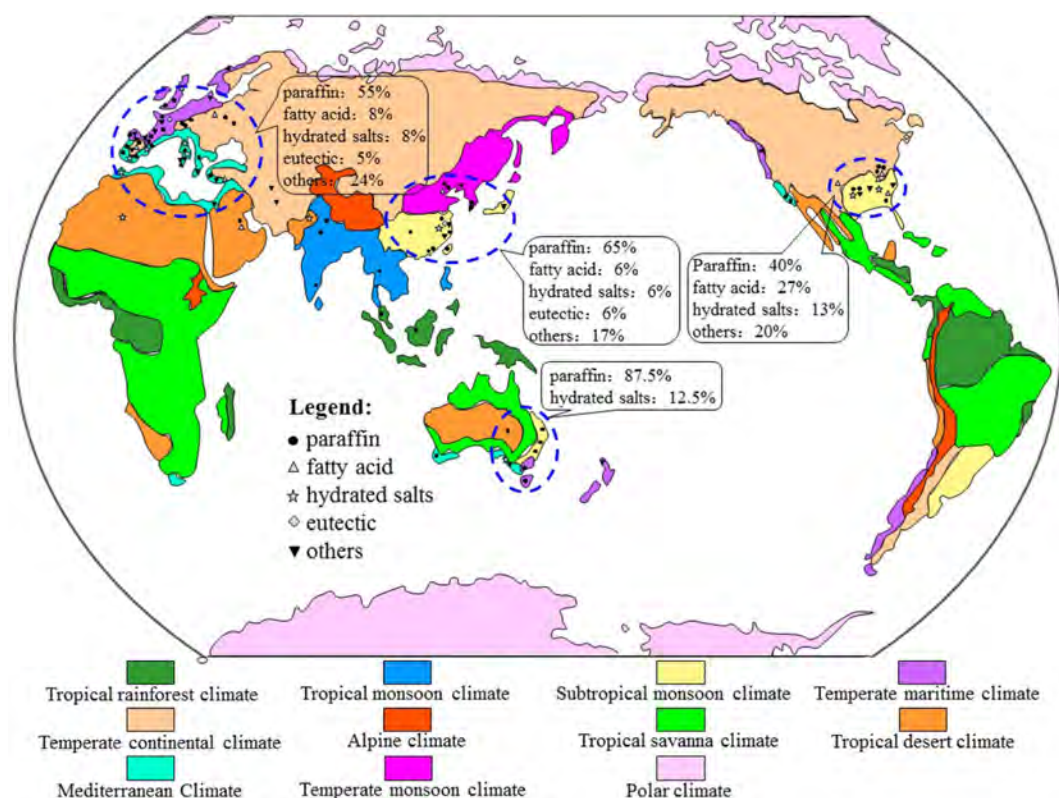 paraffin：55%
fatty acid：8%
hydrated salts：8%
eutectic：5%
others：24%
paraffin：65%
fatty acid：6%
hydrated salts：6%
eutectic：6%
others：17%
Paraffin：40%
fatty acid：27%
hydrated salts：13%
others：20%
paraffin：87.5%
hydrated salts：12.5%
Legend:
paraffin
fatty acid
hydrated salts
eutectic
others
Tropical rainforest climate
Tropical monsoon climate
Subtropical monsoon climate
Temperate maritime climate
Temperate continental climate
Alpine climate
Tropical savanna climate
Tropical desert climate
Mediterranean Climate
Temperate monsoon climate
Polar climate